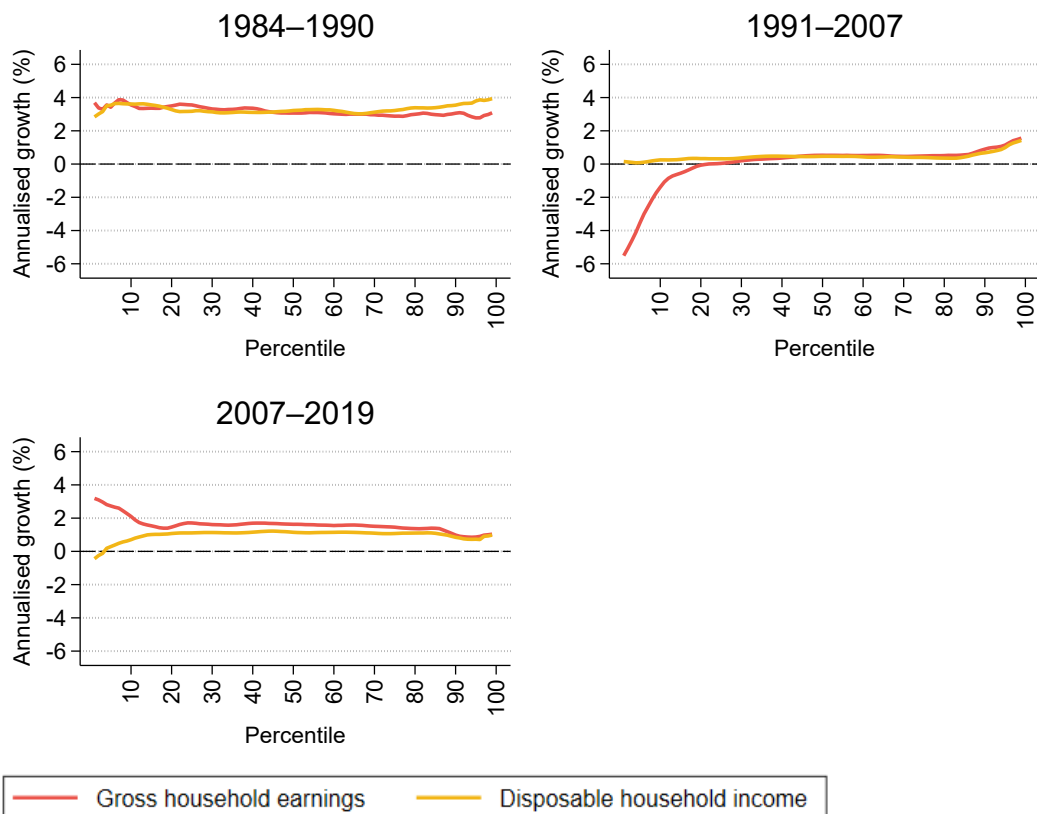 1984–1990
Annualised growth (%)
6
4
2
0
-2
-4
-6
10 20 30 40 50 60 70 80 90 100
Percentile
1991–2007
Annualised growth (%)
6
4
2
0
-2
-4
-6
10 20 30 40 50 60 70 80 90 100
Percentile
2007–2019
Annualised growth (%)
6
4
2
0
-2
-4
-6
10 20 30 40 50 60 70 80 90 100
Percentile
Gross household earnings Disposable household income